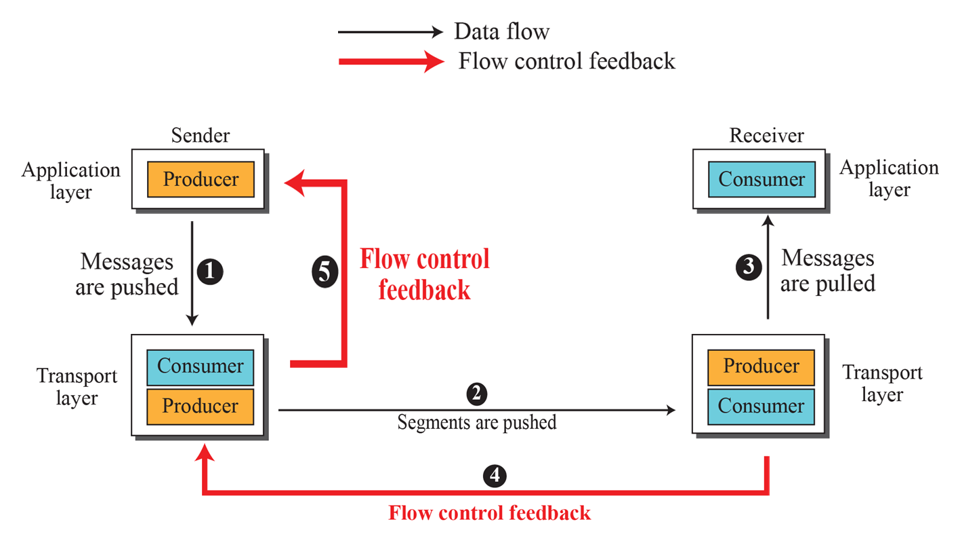 Data flow
Flow control feedback
Sender
Receiver
Application
layer
Producer
Consumer
Application
layer
Messages
are pushed
1
5
Flow control
feedback
3
Messages
are pulled
Transport
layer
Consumer
Producer
2
Segments are pushed
Producer
Consumer
Transport
layer
4
Flow control feedback